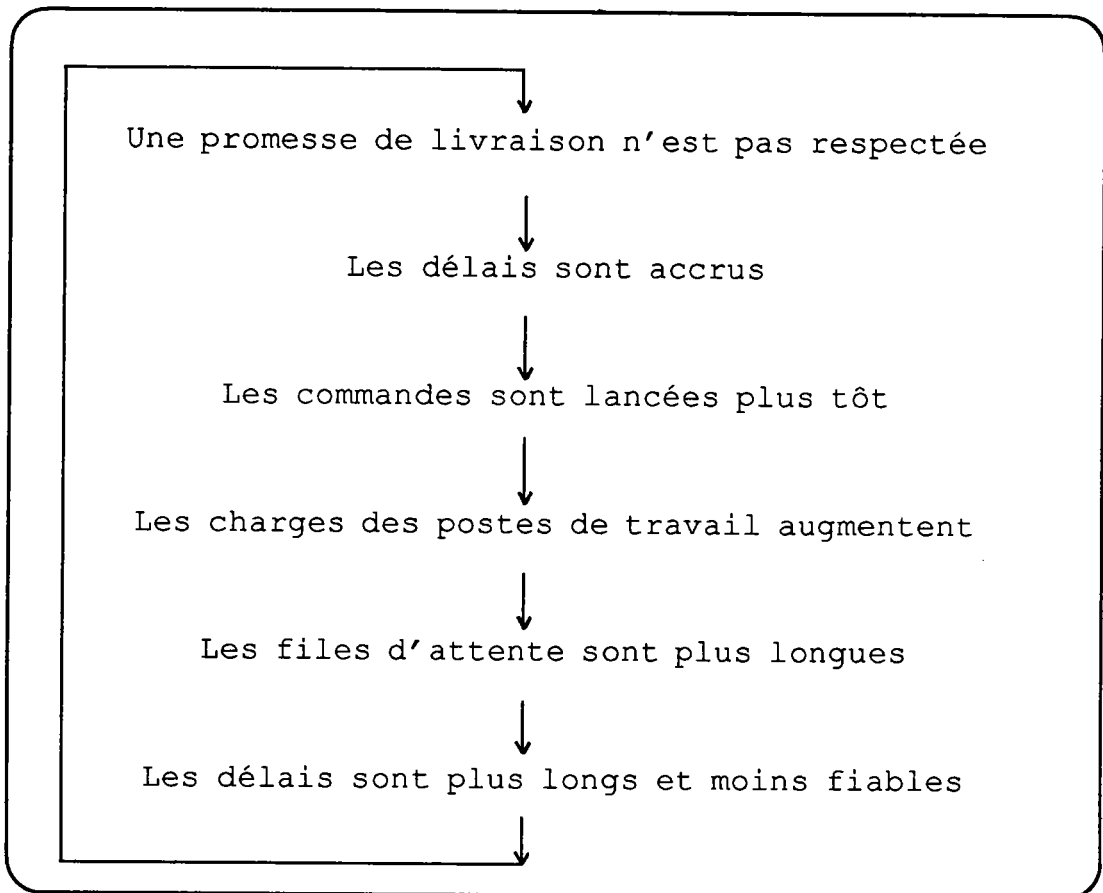 Une promesse de livraison n'est pas respectée
Les délais sont accrus
Les commandes sont lancées plus tôt
Les charges des postes de travail augmentent
Les files d'attente sont plus longues
Les délais sont plus longs et moins fiables